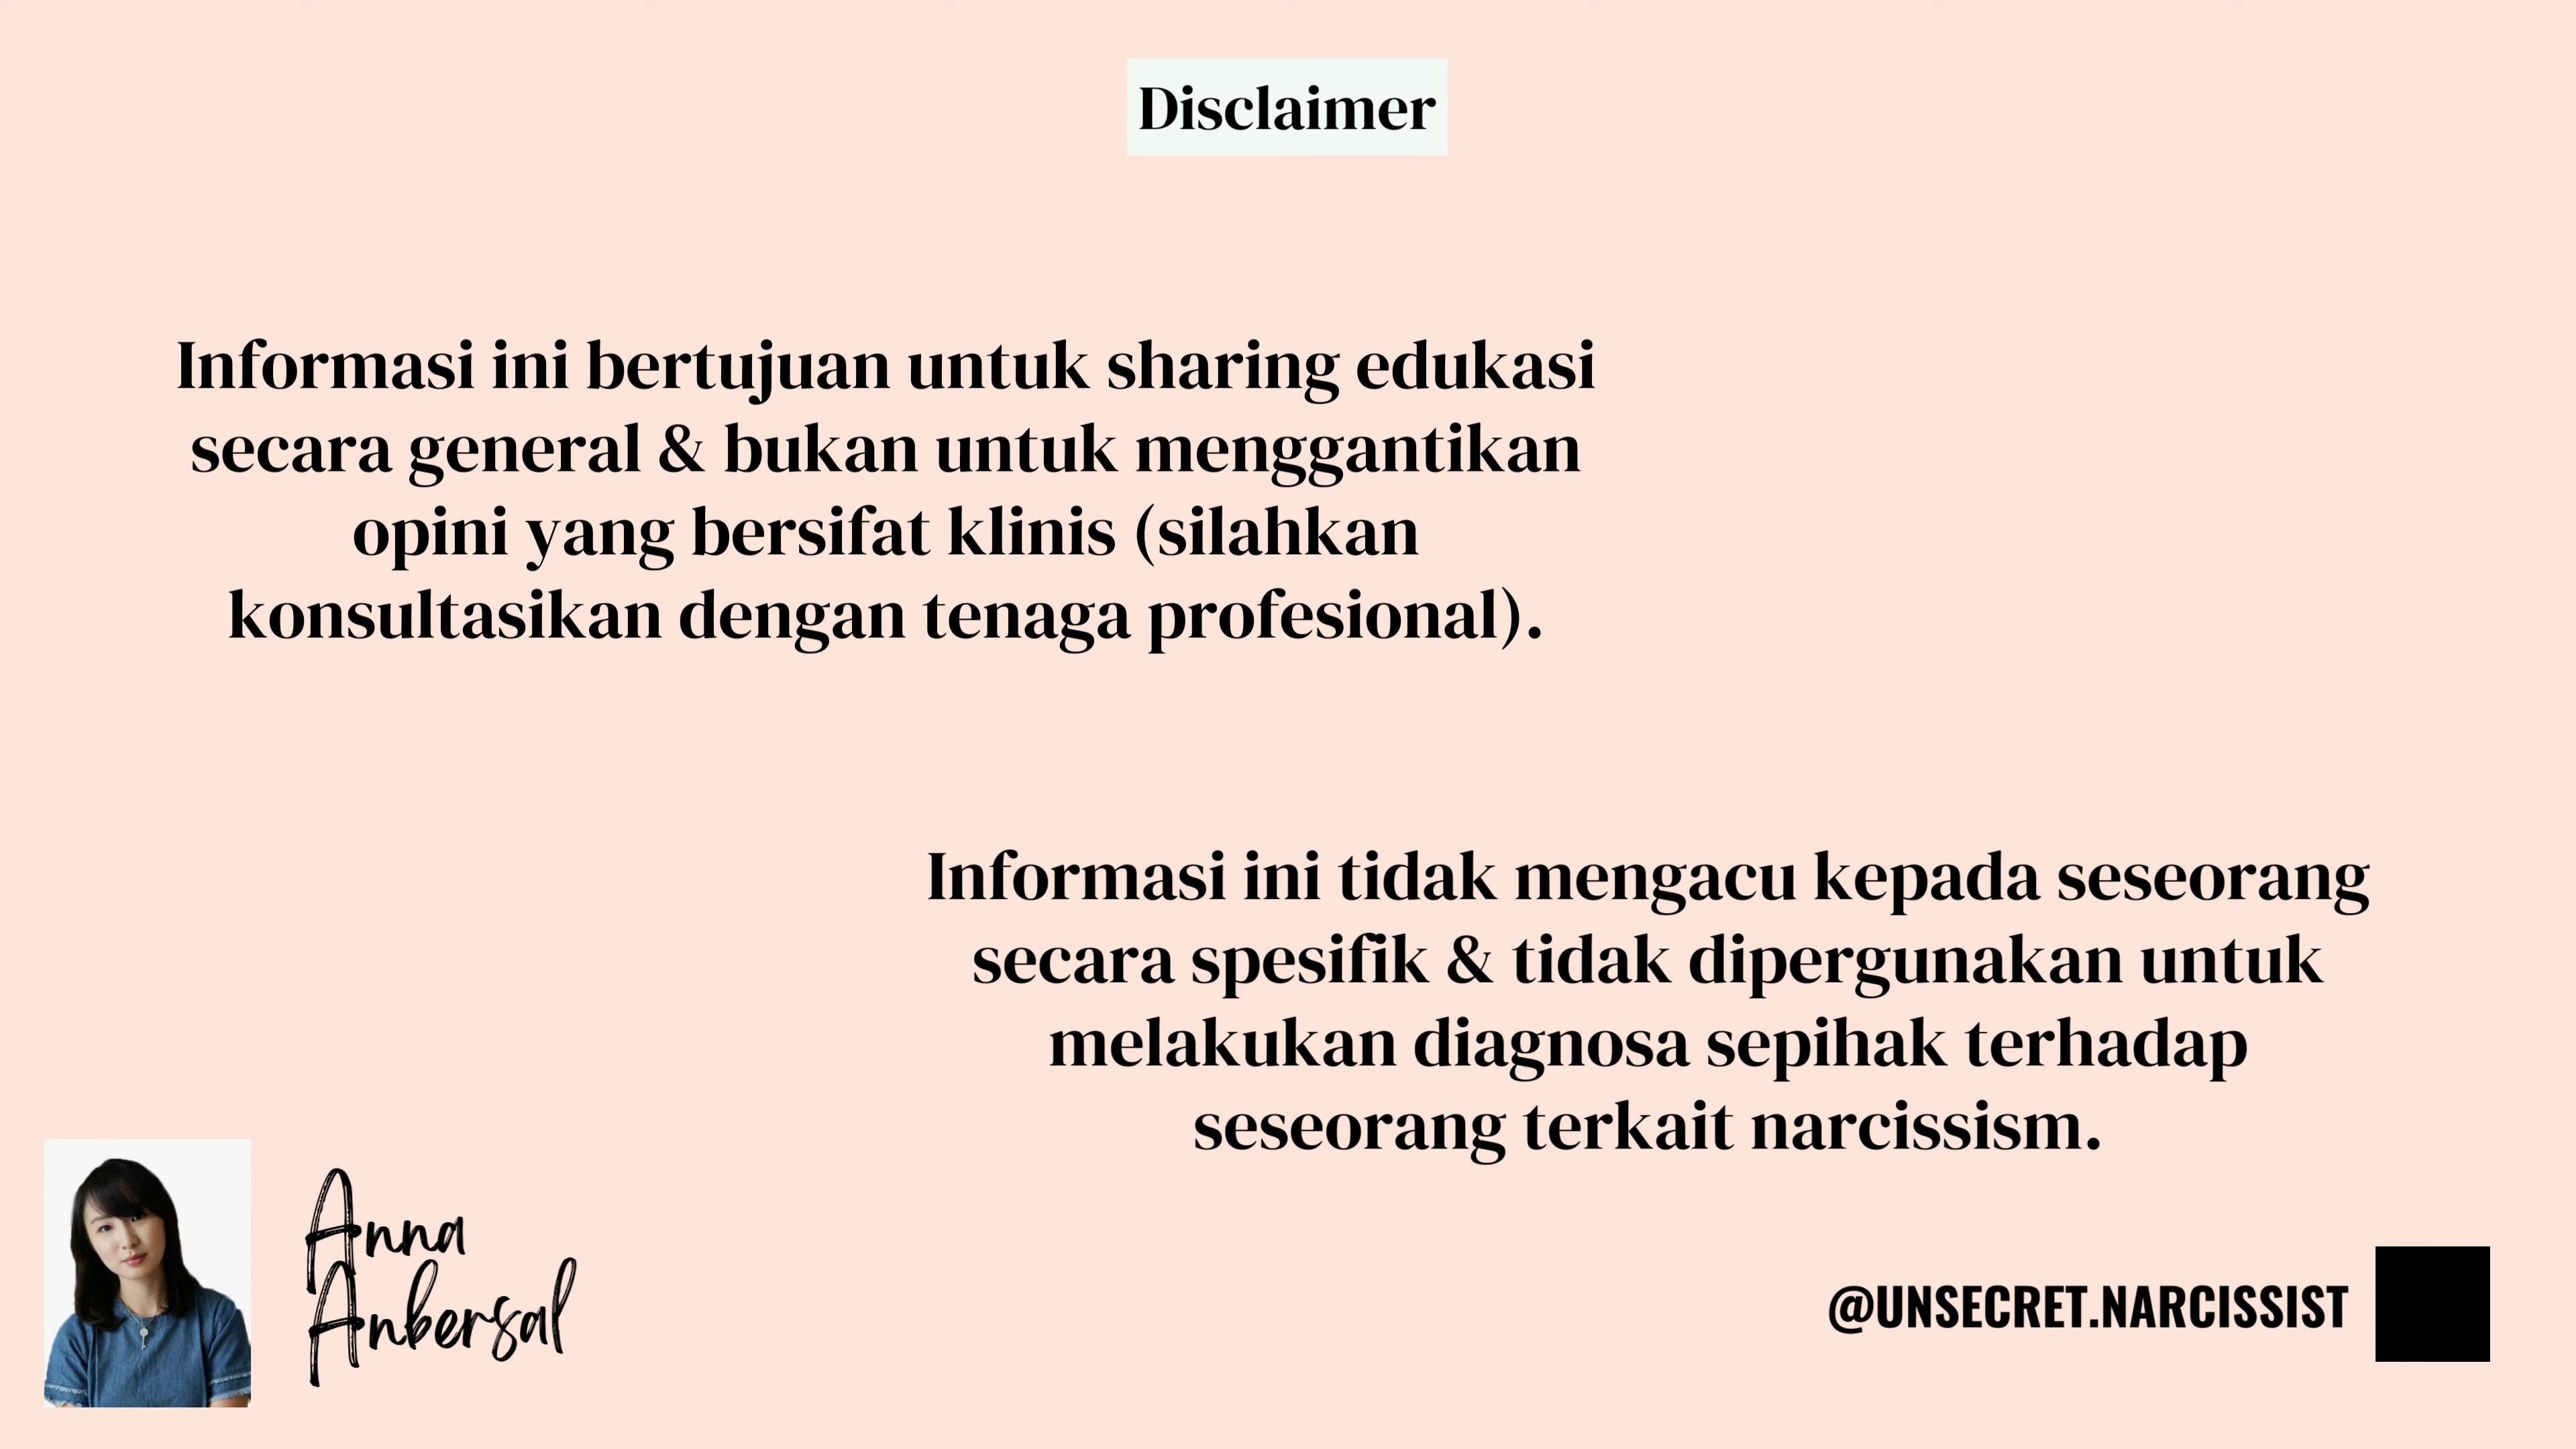 Disclaimer
Informasi ini bertujuan untuk sharing edukasi
secara general & bukan untuk menggantikan
opini yang bersifat klinis (silahkan
konsultasikan dengan tenaga profesional).
Informasi ini tidak mengacu kepada seseorang
secara spesifik & tidak dipergunakan untuk
melakukan diagnosa sepihak terhadap
seseorang terkait narcissism.
Anna
Anbersal
@UNSECRET.NARCISSIST